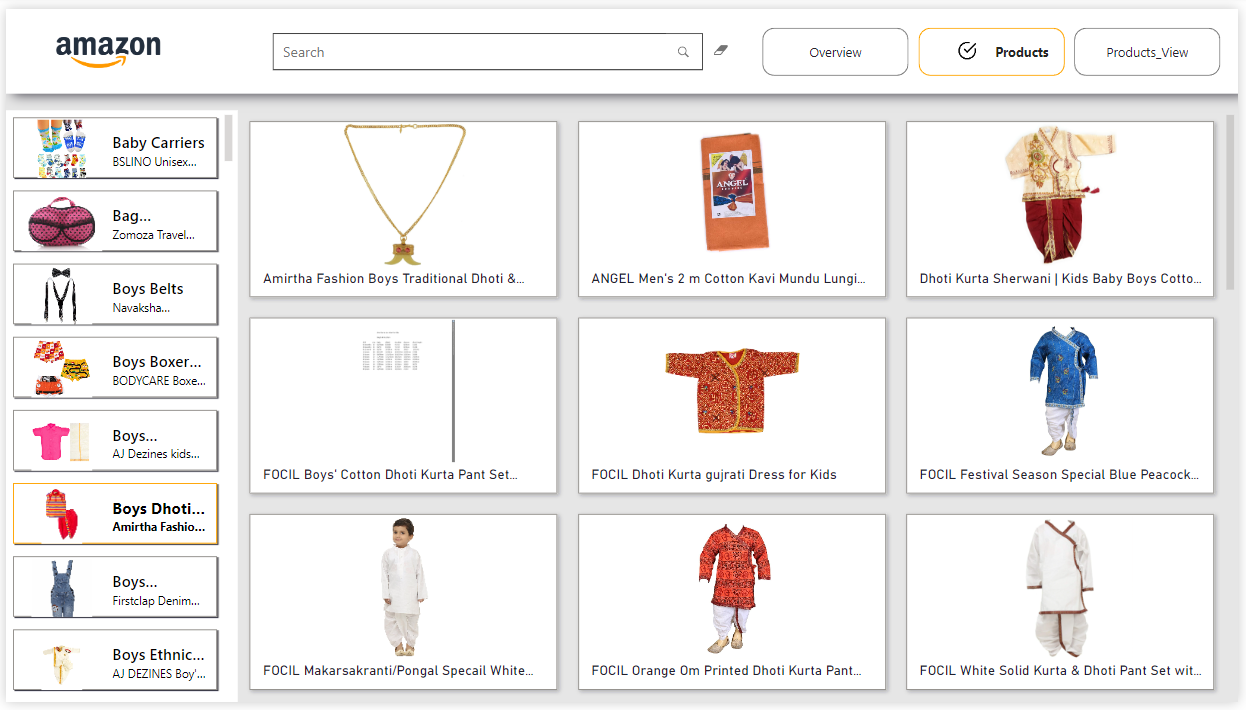 amazon
Search
Overview
Products
Products_View
Baby Carriers
BSLINO Unisex...
Bag...
Zomoza Travel...
Boys Belts
Navaksha...
Boys Boxer...
BODYCARE Boxe...
Boys...
AJ Dezines kids...
Boys Dhoti...
Amirtha Fashio...
Boys...
Firstclap Denim...
Boys Ethnic...
AJ DEZINES Boy'...
Amirtha Fashion Boys Traditional Dhoti &...
ANGEL
ANGEL Men's 2 m Cotton Kavi Mundu Lungi...
Dhoti Kurta Sherwani | Kids Baby Boys Cotto...
FOCIL Boys' Cotton Dhoti Kurta Pant Set...
FOCIL Dhoti Kurta gujrati Dress for Kids
FOCIL Festival Season Special Blue Peacock...
FOCIL Makarsakranti/Pongal Specail White...
FOCIL Orange Om Printed Dhoti Kurta Pant...
FOCIL White Solid Kurta & Dhoti Pant Set wit...